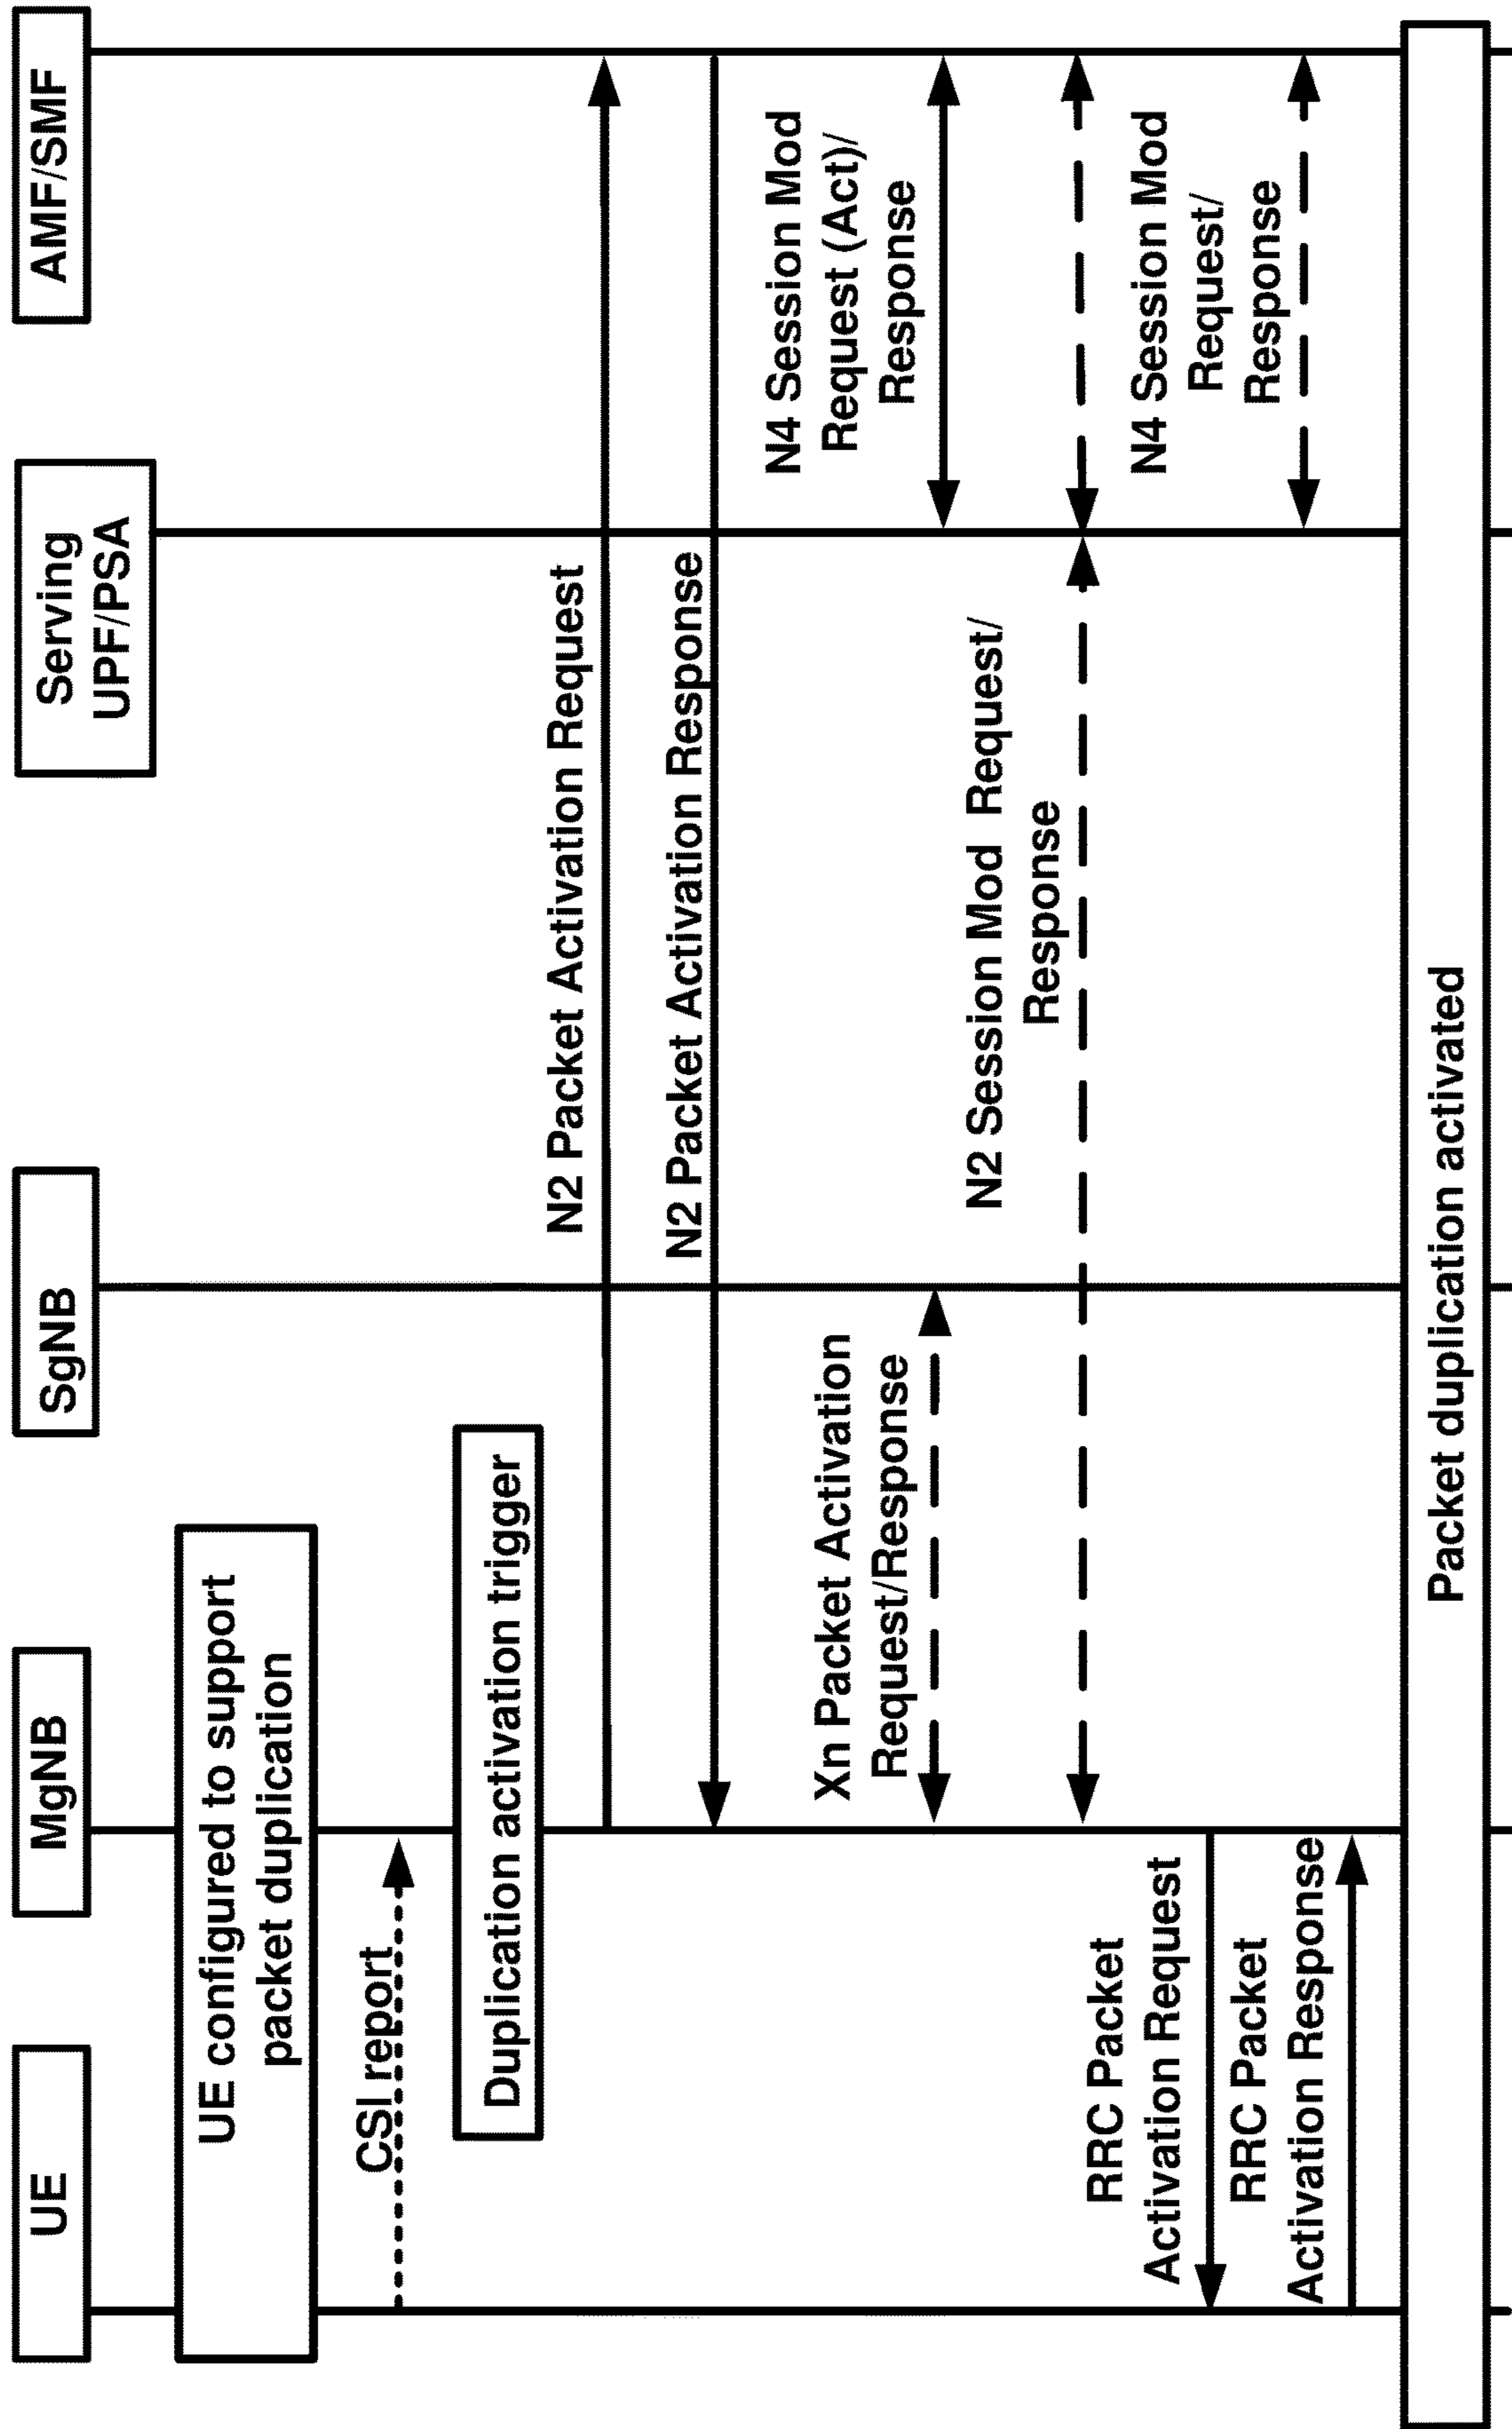 UE
MgNB
SgNB
Serving
UPF/PSA
AMF/SMF
UE configured to support
packet duplication
CSI report
Duplication activation trigger
N2 Packet Activation Request
N2 Packet Activation Response
Xn Packet Activation
Request/Response
N4 Session Mod
Request (Act)/
Response
N2 Session Mod Request/
Response
RRC Packet
Activation Request
N4 Session Mod
Request/
Response
RRC Packet
Activation Response
Packet duplication activated